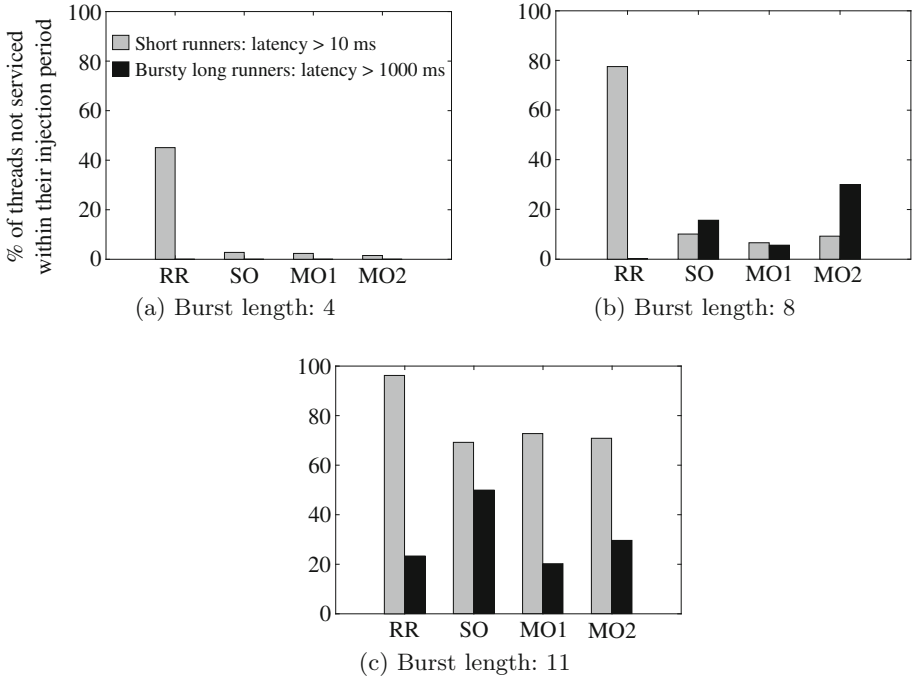 % of threads not serviced
within their injection period
100
80
60
40
20
0
Short runners: latency > 10 ms
Bursty long runners: latency > 1000 ms
RR SO MO1 MO2
(a) Burst length: 4
100
80
60
40
20
0
RR SO MO1 MO2
(b) Burst length: 8
100
80
60
40
20
0
RR SO MO1 MO2
(c) Burst length: 11